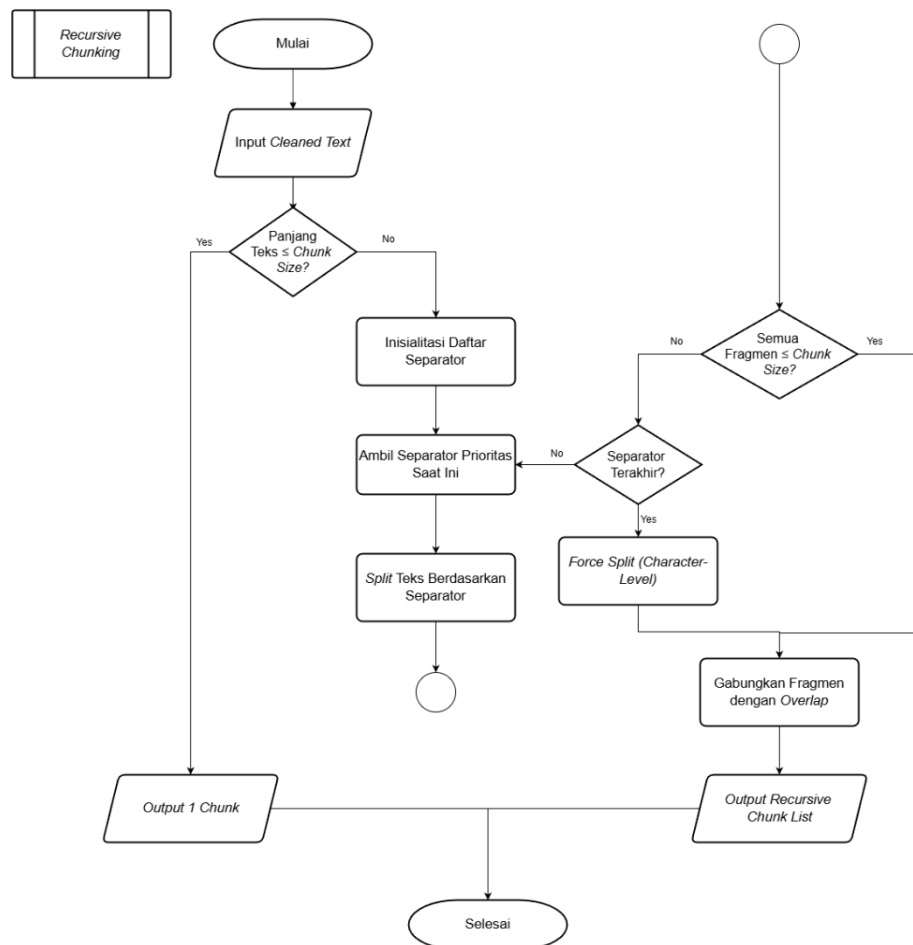 Recursive
Chunking
Mulai
Input Cleaned Text
Panjang
Teks ≤ Chunk
Size?
Yes
No
Inisialitasi Daftar
Separator
Ambil Separator Prioritas
Saat Ini
Split Teks Berdasarkan
Separator
Semua
Fragmen ≤ Chunk
Size?
No
Yes
Separator
Terakhir?
No
Yes
Force Split (Character-
Level)
Gabungkan Fragmen
dengan Overlap
Output 1 Chunk
Output Recursive
Chunk List
Selesai